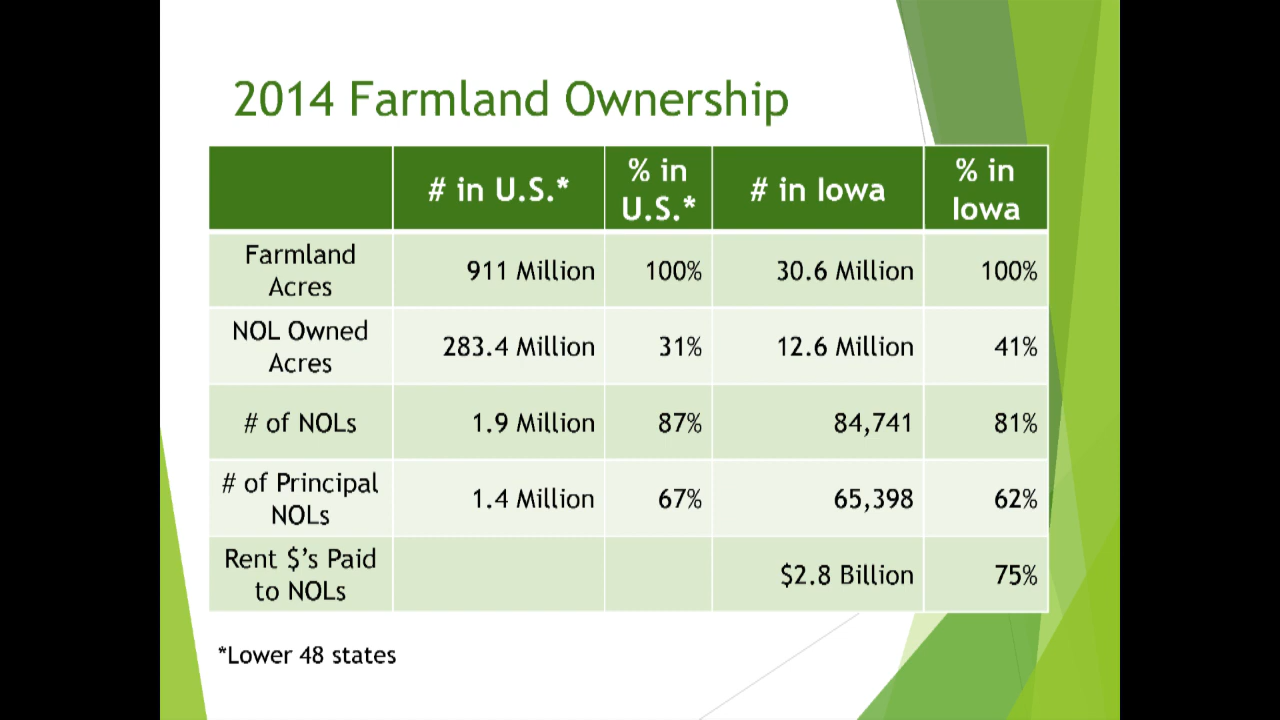 2014 Farmland Ownership
# in U.S.*
% in
U.S.*
# in Iowa
% in
Iowa
Farmland
Acres
911 Million
100%
30.6 Million
100%
NOL Owned
Acres
283.4 Million
31%
12.6 Million
41%
# of NOLs
1.9 Million
87%
84,741
81%
# of Principal
NOLs
1.4 Million
67%
65,398
62%
Rent $’s Paid
to NOLs
$2.8 Billion
75%
*Lower 48 states